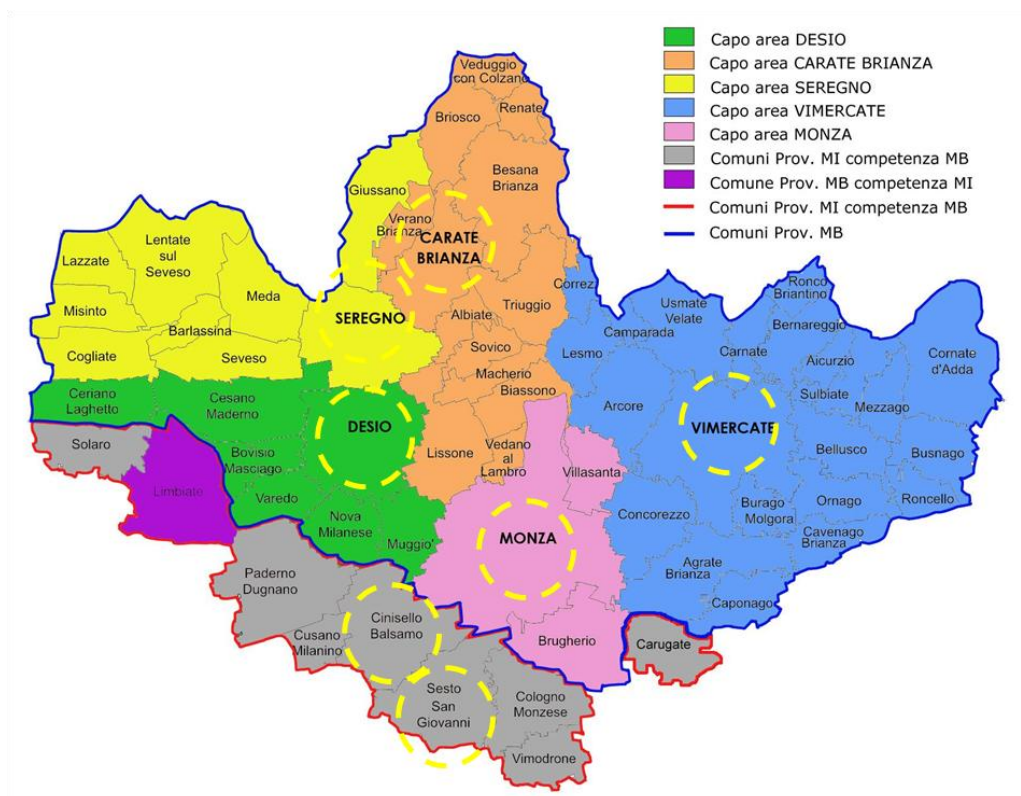 Capo area DESIO
Capo area CARATE BRIANZA
Capo area SEREGNO
Capo area VIMERCATE
Capo area MONZA
Comuni Prov. MI competenza MB
Comune Prov. MB competenza MI
Comuni Prov. MI competenza MB
Comuni Prov. MB
Veduggio
con Colzano
Renate
Briosco
Besana
Brianza
Giussano
Verano
Brianza
CARATE
BRIANZA
Lentate
sul
Seveso
Lazzate
Meda
Misinto
Barlassina
Cogliate
Seveso
SEREGNO
Triuggio
Albiate
Sovico
Macherio
Biassono
Correz
Usmate
Velate
Ronco
Briantino
Camparada
Bernareggio
Lesmo
Carnate
Aicurzio
Cornate
d'Adda
Sulbiate
Mezzago
Arcore
VIMERCATE
Bellusco
Busnago
Ceriano
Laghetto
Cesano
Maderno
DESIO
Solaro
Bovisio
Masciago
Lissone
Vedano
al
Lambro
Villasanta
Limbiate
Varedo
Nova
Milanese
Muggio'
MONZA
Concorezzo
Burago
Molgora
Ornago
Roncello
Cavenago
Brianza
Agrate
Brianza
Caponago
Paderno
Dugnano
Cinisello
Balsamo
Cusano
Milanino
Brugherio
Carugate
Sesto
San
Giovanni
Cologno
Monzese
Vimodrone